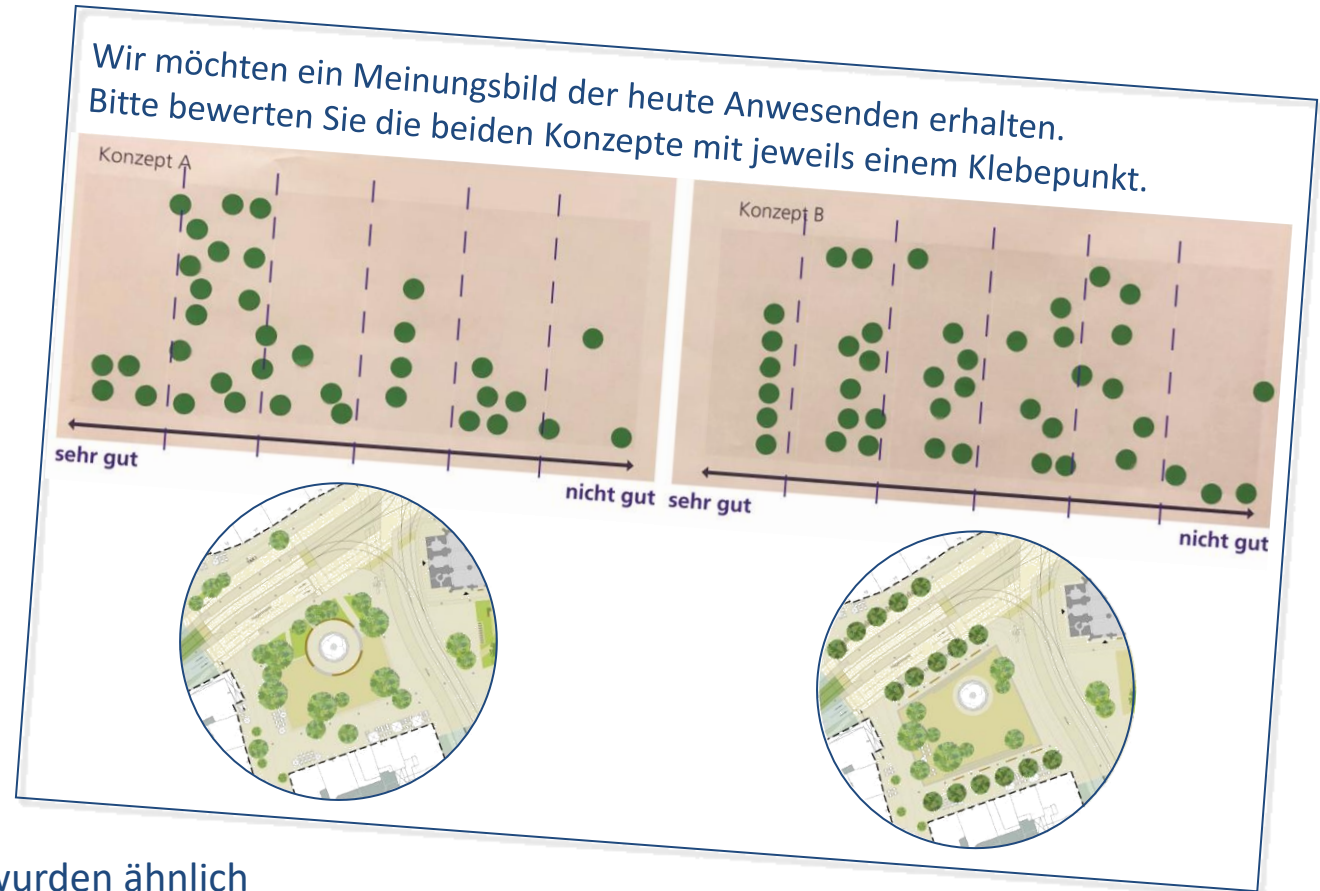 Wir möchten ein Meinungsbild der heute Anwesenden erhalten.
Bitte bewerten Sie die beiden Konzepte mit jeweils einem Klebepunkt.
Konzept A
sehr gut
nicht gut
Konzept B
sehr gut
nicht gut
wurden ähnlich